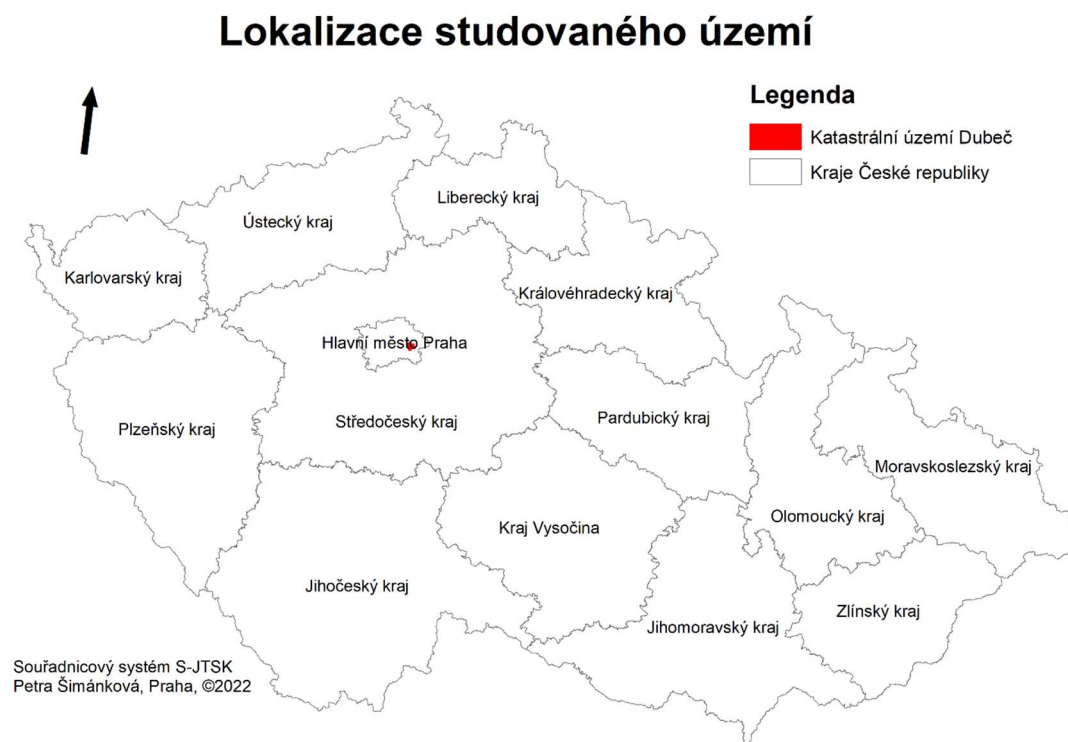 Lokalizace studovaného území
Legenda
Katastrální území Dubeč
Kraje České republiky
Liberecký kraj
Ústecký kraj
Karlovarský kraj
Královéhradecký kraj
Hlavní město Praha
Plzeňský kraj
Středočeský kraj
Pardubický kraj
Moravskoslezský kraj
Olomoucký kraj
Kraj Vysočina
Jihočeský kraj
Zlínský kraj
Jihomoravský kraj
Souřadnicový systém S-JTSK
Petra Šimánková, Praha, ©2022